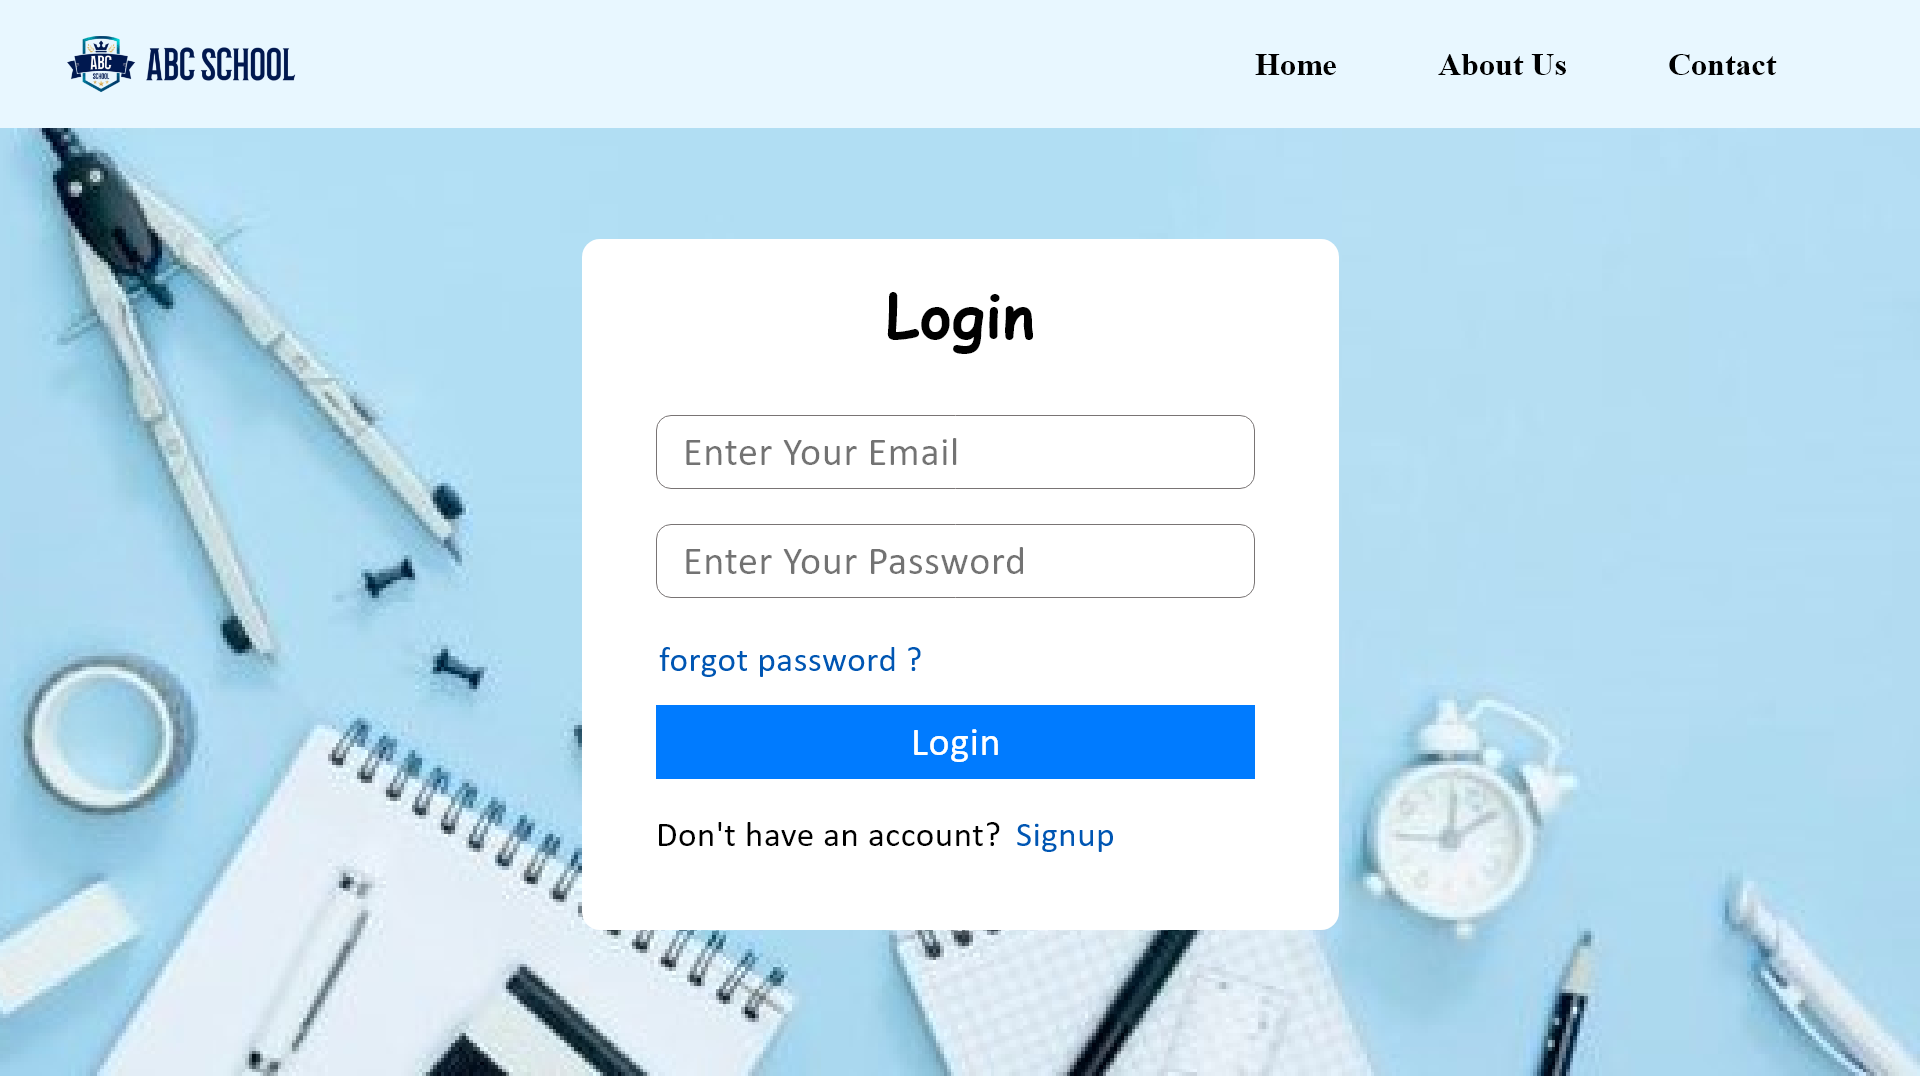 ABC
SCHOOL
ABC SCHOOL
Home
About Us
Contact
Login
Enter Your Email
Enter Your Password
forgot password ?
Login
Don't have an account? Signup